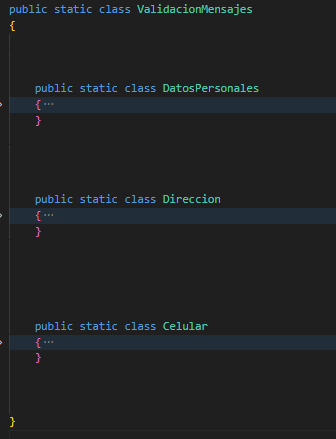 public static class ValidacionMensajes
{
public static class DatosPersonales
{···
}
public static class Direccion
{···
}
public static class Celular
{···
}
}